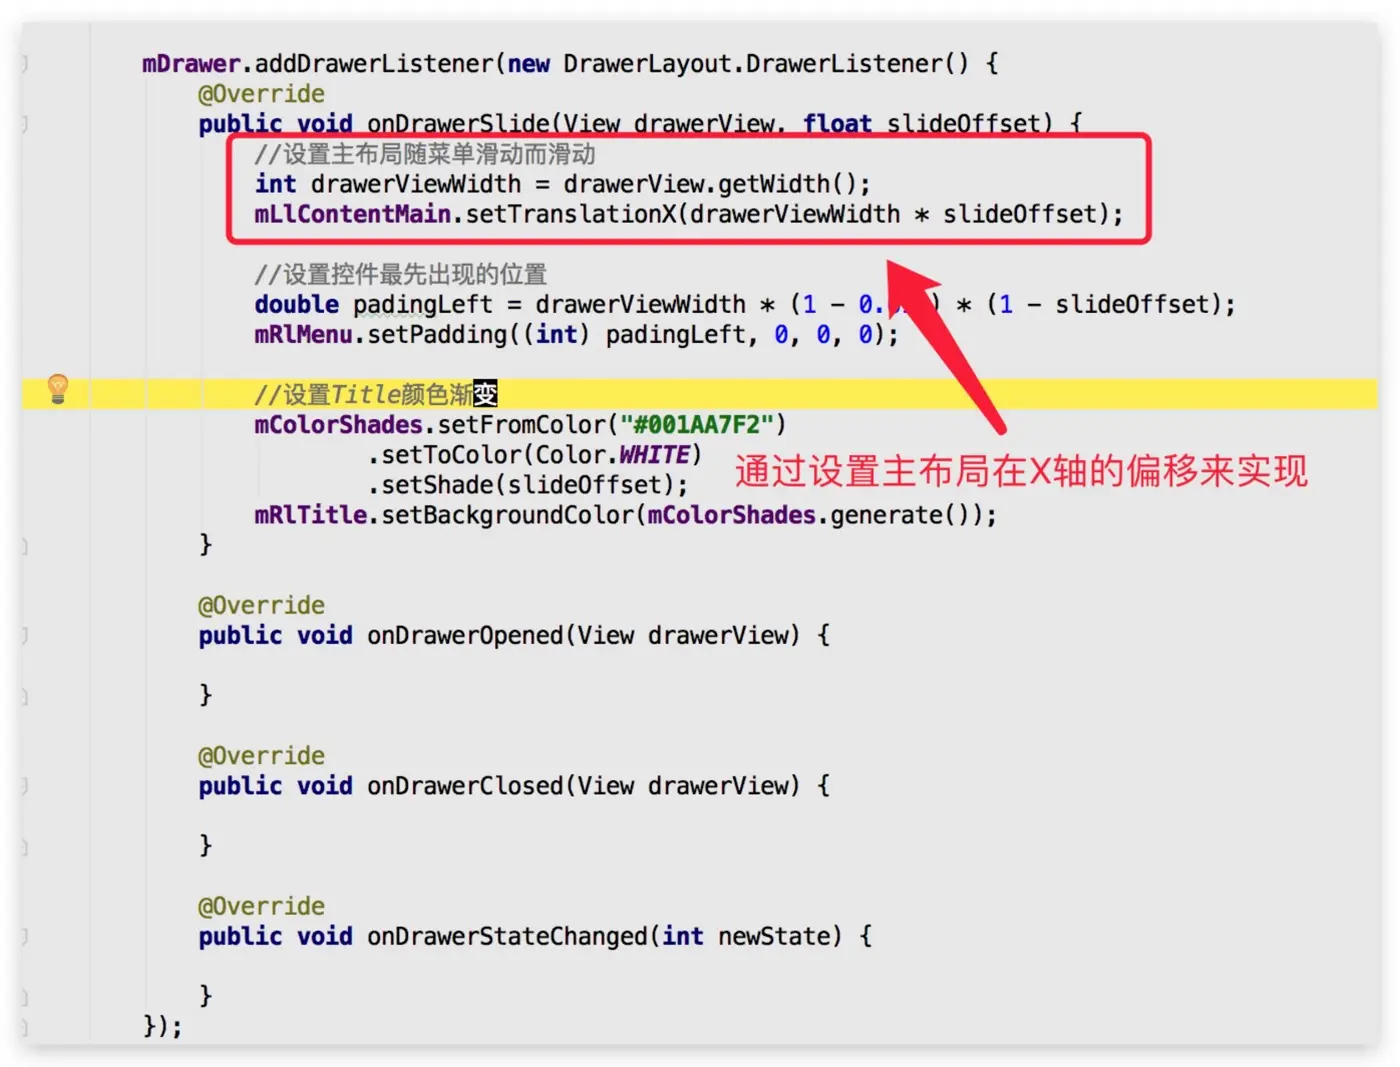 mDrawer.addDrawerListener(new DrawerLayout.DrawerListener() {
@Override
public void onDrawerSlide(View drawerView, float slideOffset) {
//设置主布局随菜单滑动而滑动
int drawerViewWidth = drawerView.getWidth();
mLlContentMain.setTranslationX(drawerViewWidth * slideOffset);
//设置控件最先出现的位置
double padingLeft = drawerViewWidth * (1 - 0. ) * (1 - slideOffset);
mRlMenu.setPadding((int) padingLeft, 0, 0, 0);
//设置Title颜色渐变
mColorShades.setFromColor("#001AA7F2")
.setToColor(Color.WHITE)
.setShade(slideOffset);
通过设置主布局在X轴的偏移来实现
mRlTitle.setBackgroundColor(mColorShades.generate());
}
@Override
public void onDrawerOpened(View drawerView) {
}
@Override
public void onDrawerClosed(View drawerView) {
}
@Override
public void onDrawerStateChanged(int newState) {
}
});